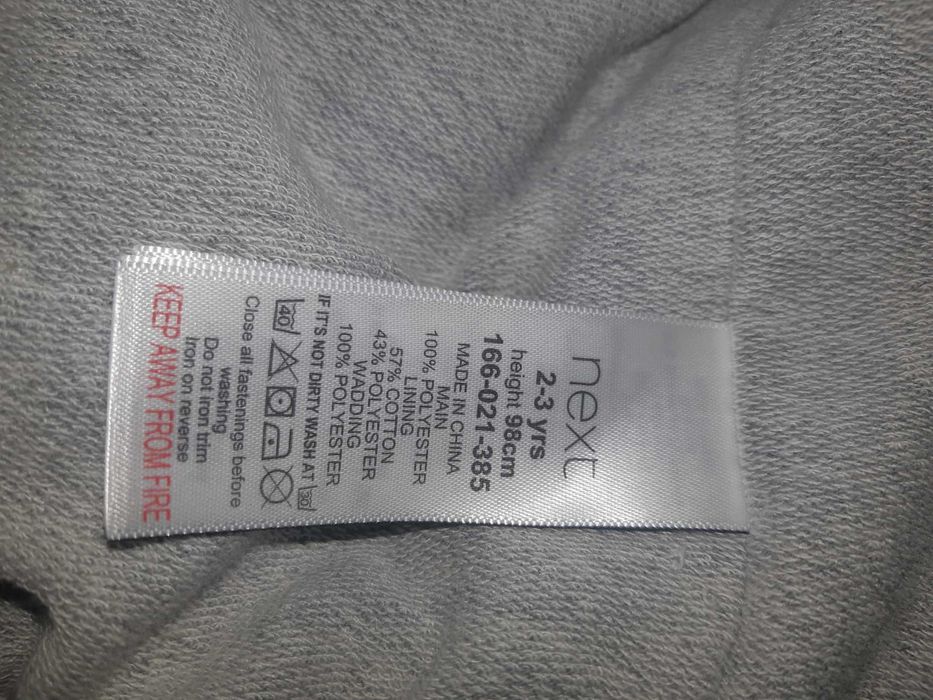 next
2-3 yrs
height 98cm
166-021-385
MADE IN CHINA
MAIN
100% POLYESTER
LINING
57% COTTON
43% POLYESTER
WADDING
100% POLYESTER
IF IT'S NOT DIRTY WASH AT 30
40
Close all fastenings before
washing
Do not iron trim
Iron on reverse
KEEP AWAY FROM FIRE